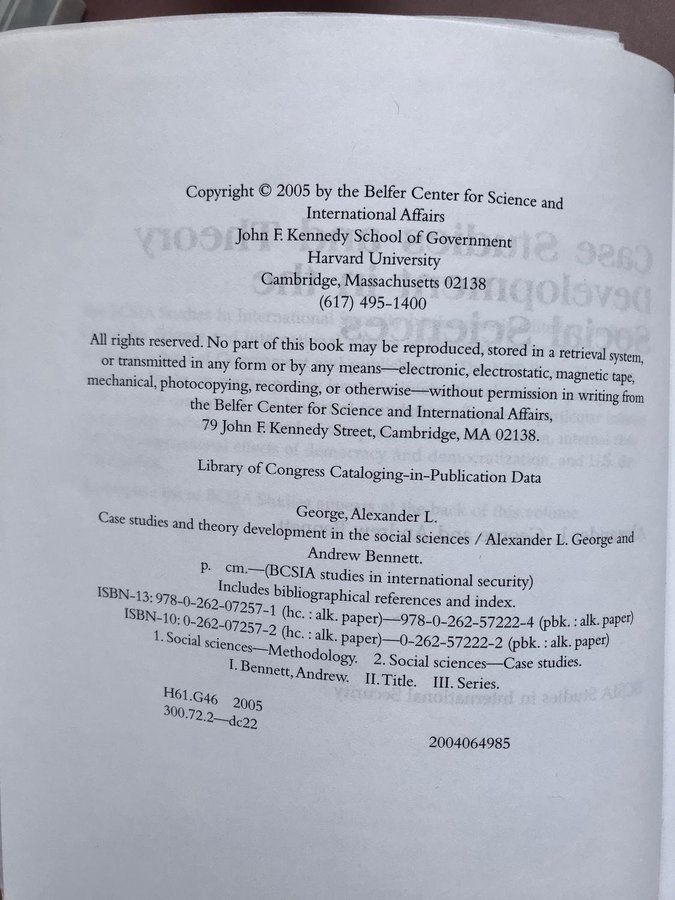 Copyright © 2005 by the Belfer Center for Science and
International Affairs
John F. Kennedy School of Government
Harvard University
Cambridge, Massachusetts 02138
(617) 495-1400
All rights reserved. No part of this book may be reproduced, stored in a retrieval system,
or transmitted in any form or by any means—electronic, electrostatic, magnetic tape,
mechanical, photocopying, recording, or otherwise—without permission in writing from
the Belfer Center for Science and International Affairs,
79 John F. Kennedy Street, Cambridge, MA 02138.
Library of Congress Cataloging-in-Publication Data
George, Alexander L.
Case studies and theory development in the social sciences / Alexander L. George and
Andrew Bennett.
p. cm.—(BCSIA studies in international security)
Includes bibliographical references and index.
ISBN-13: 978-0-262-07257-1 (hc. : alk. paper)—978-0-262-57222-4 (pbk. : alk. paper)
ISBN-10: 0-262-07257-2 (hc. : alk. paper)—0-262-57222-2 (pbk. : alk. paper)
1. Social sciences—Methodology. 2. Social sciences—Case studies.
I. Bennett, Andrew. II. Title. III. Series.
H61.G46 2005
300.72.2—dc22
2004064985